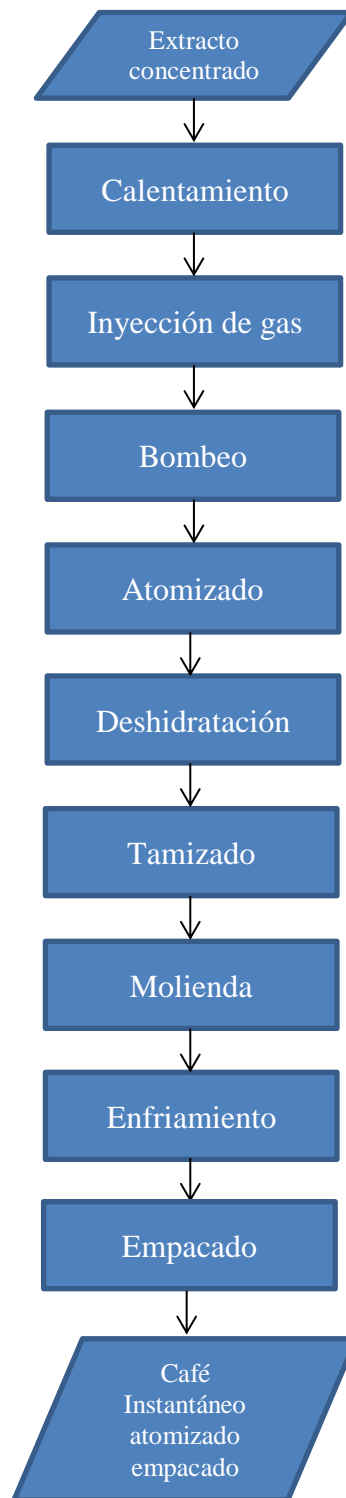 Extracto
concentrado
Calentamiento
Inyección de gas
Bombeo
Atomizado
Deshidratación
Tamizado
Molienda
Enfriamiento
Empacado
Café
Instantáneo
atomizado
empacado